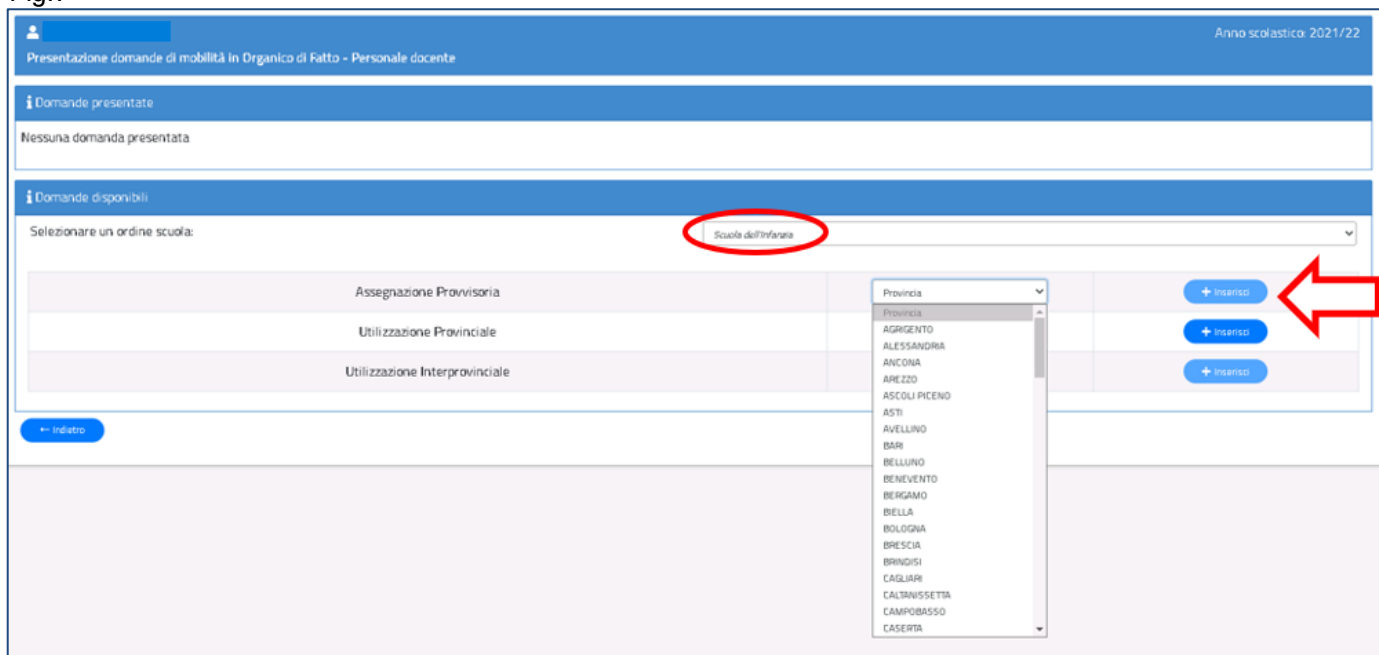 Anno scolastico: 2021/22
Presentazione domande di mobilità in Organico di Fatto - Personale docente
Domande presentate
Nessuna domanda presentata
Domande disponibili
Selezionare un ordine scuola:
Scuola dell'Infanzia
Assegnazione Provvisoria
Provincia
+ Inserisci
Utilizzazione Provinciale
+ Inserisci
Utilizzazione Interprovinciale
+ Inserisci
Provincia
AGRIGENTO
ALESSANDRIA
ANCONA
AREZZO
ASCOLI PICENO
ASTI
AVELLINO
BARI
BELLUNO
BENEVENTO
BERGAMO
BIELLA
BOLOGNA
BRESCIA
BRINDISI
CAGLIARI
CALTANISSETTA
CAMPOBASSO
CASERTA
← Indietro